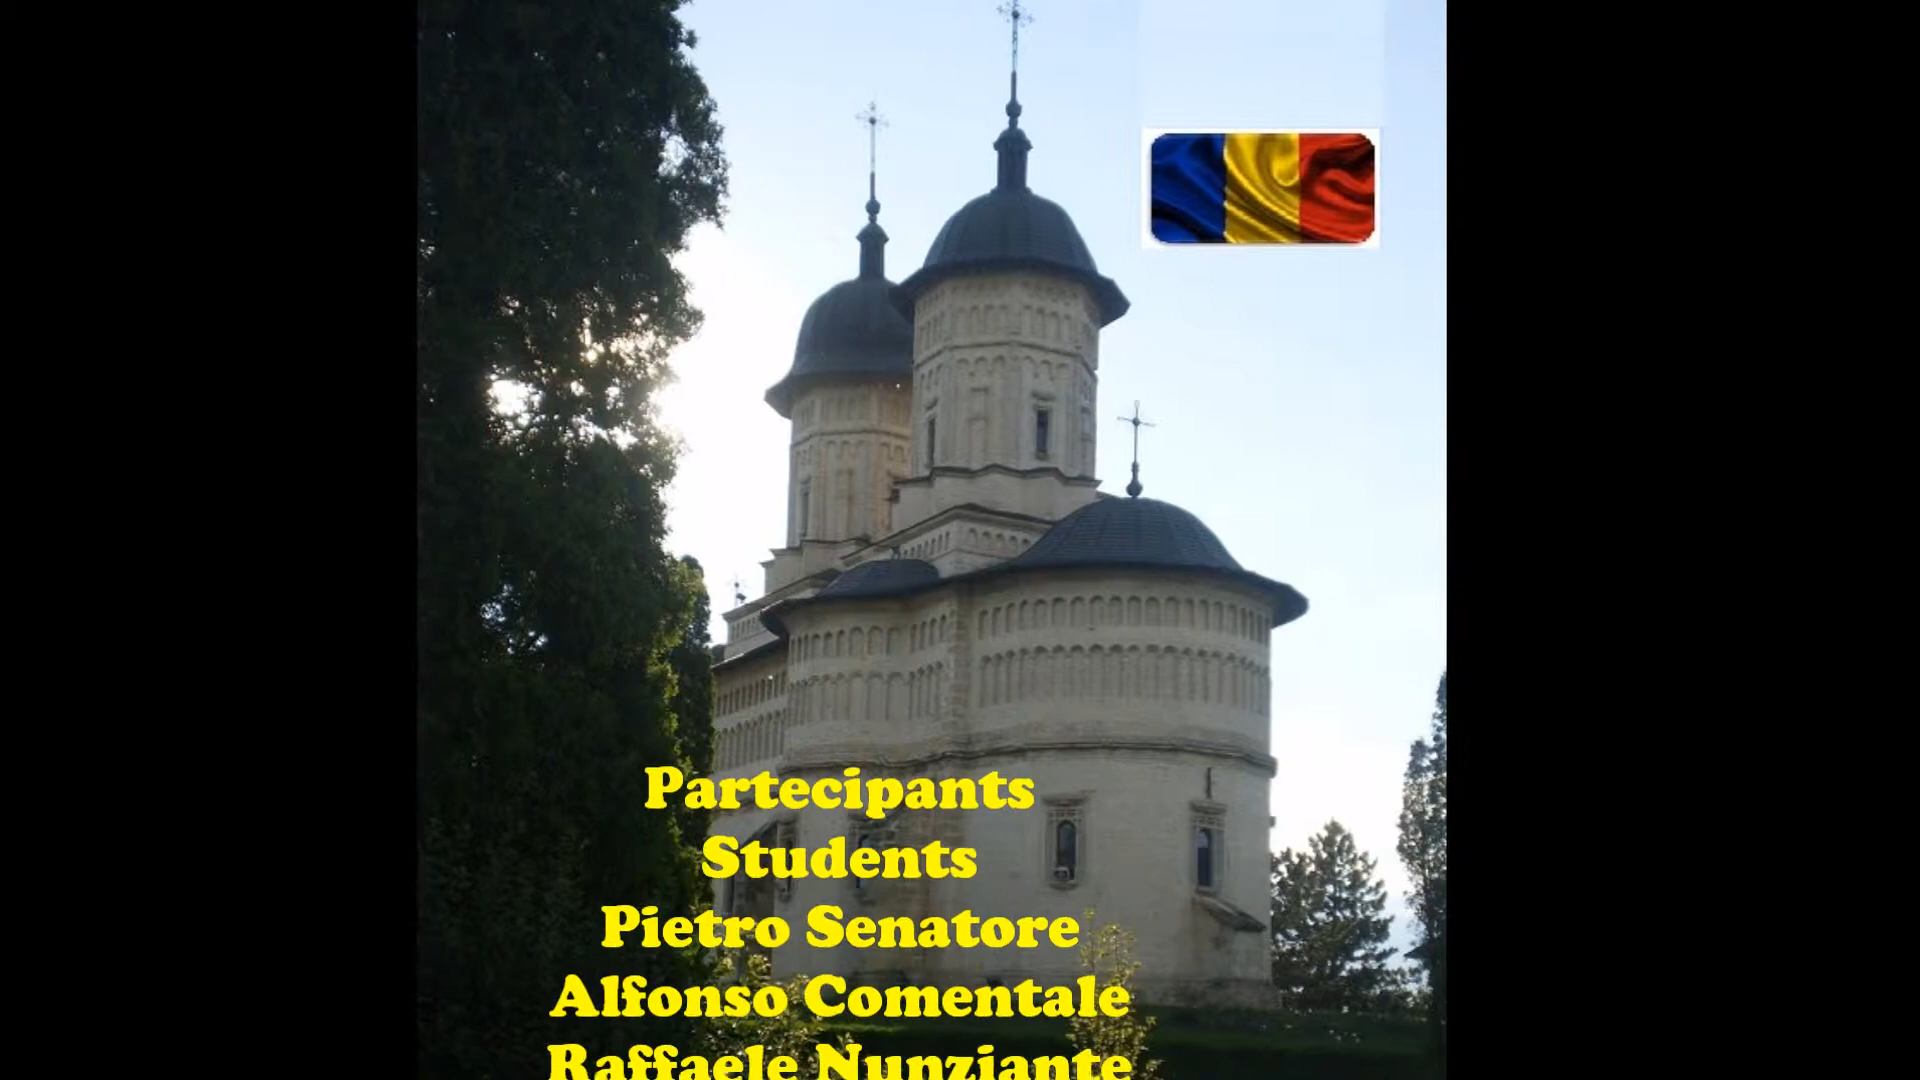 Partecipants
Students
Pietro Senatore
Alfonso Comentale
Raffaele Nunziante